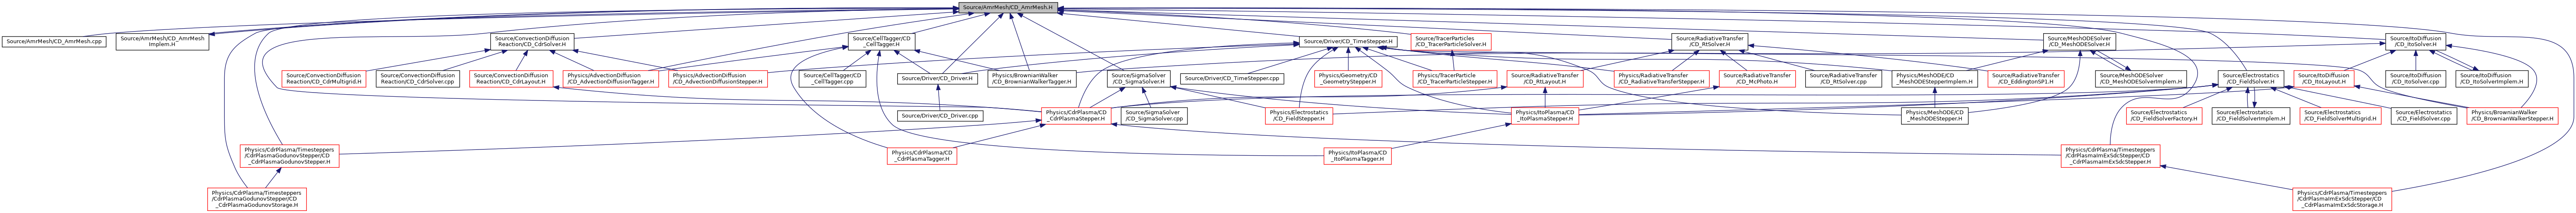 Source/AmrMesh/CD_AmrMesh.H
Source/AmrMesh/CD_AmrMesh.cpp
Source/AmrMesh/CD_AmrMesh
Implem.H
Source/ConvectionDiffusion
Reaction/CD_CdrSolver.H
Source/CellTagger/CD
_CellTagger.H
Source/Driver/CD_TimeStepper.H
Source/TracerParticles
/CD_TracerParticleSolver.H
Source/RadiativeTransfer
/CD_RtSolver.H
Source/MeshODESolver
/CD_MeshODESolver.H
Source/ItoDiffusion
/CD_ItoSolver.H
Source/ConvectionDiffusion
Reaction/CD_CdrMultigrid.H
Source/ConvectionDiffusion
Reaction/CD_CdrSolver.cpp
Source/ConvectionDiffusion
Reaction/CD_CdrLayout.H
Physics/AdvectionDiffusion
/CD_AdvectionDiffusionTagger.H
Physics/AdvectionDiffusion
/CD_AdvectionDiffusionStepper.H
Source/CellTagger/CD
_CellTagger.cpp
Source/Driver/CD_Driver.H
Physics/BrownianWalker
/CD_BrownianWalkerTagger.H
Source/SigmaSolver
/CD_SigmaSolver.H
Source/Driver/CD_TimeStepper.cpp
Physics/Geometry/CD
_GeometryStepper.H
Physics/TracerParticle
/CD_TracerParticleStepper.H
Source/RadiativeTransfer
/CD_RtLayout.H
Physics/RadiativeTransfer
/CD_RadiativeTransferStepper.H
Source/RadiativeTransfer
/CD_McPhoto.H
Source/RadiativeTransfer
/CD_RtSolver.cpp
Physics/MeshODE/CD
_MeshODEStepperImplem.H
Source/RadiativeTransfer
/CD_EddingtonSP1.H
Source/MeshODESolver
/CD_MeshODESolverImplem.H
Source/Electrostatics
/CD_FieldSolver.H
Source/ItoDiffusion
/CD_ItoLayout.H
Source/ItoDiffusion
/CD_ItoSolver.cpp
Source/ItoDiffusion
/CD_ItoSolverImplem.H
Source/Driver/CD_Driver.cpp
Physics/CdrPlasma/CD
_CdrPlasmaStepper.H
Source/SigmaSolver
/CD_SigmaSolver.cpp
Physics/Electrostatics
/CD_FieldStepper.H
Physics/ItoPlasma/CD
_ItoPlasmaStepper.H
Physics/MeshODE/CD
_MeshODEStepper.H
Source/Electrostatics
/CD_FieldSolverFactory.H
Source/Electrostatics
/CD_FieldSolverImplem.H
Source/Electrostatics
/CD_FieldSolverMultigrid.H
Source/Electrostatics
/CD_FieldSolver.cpp
Physics/BrownianWalker
/CD_BrownianWalkerStepper.H
Physics/CdrPlasma/Timesteppers
/CdrPlasmaGodunovStepper/CD
_CdrPlasmaGodunovStepper.H
Physics/CdrPlasma/CD
_CdrPlasmaTagger.H
Physics/ItoPlasma/CD
_ItoPlasmaTagger.H
Physics/CdrPlasma/Timesteppers
/CdrPlasmaImExSdcStepper/CD
_CdrPlasmaImExSdcStepper.H
Physics/CdrPlasma/Timesteppers
/CdrPlasmaGodunovStepper/CD
_CdrPlasmaGodunovStorage.H
Physics/CdrPlasma/Timesteppers
/CdrPlasmaImExSdcStepper/CD
_CdrPlasmaImExSdcStorage.H